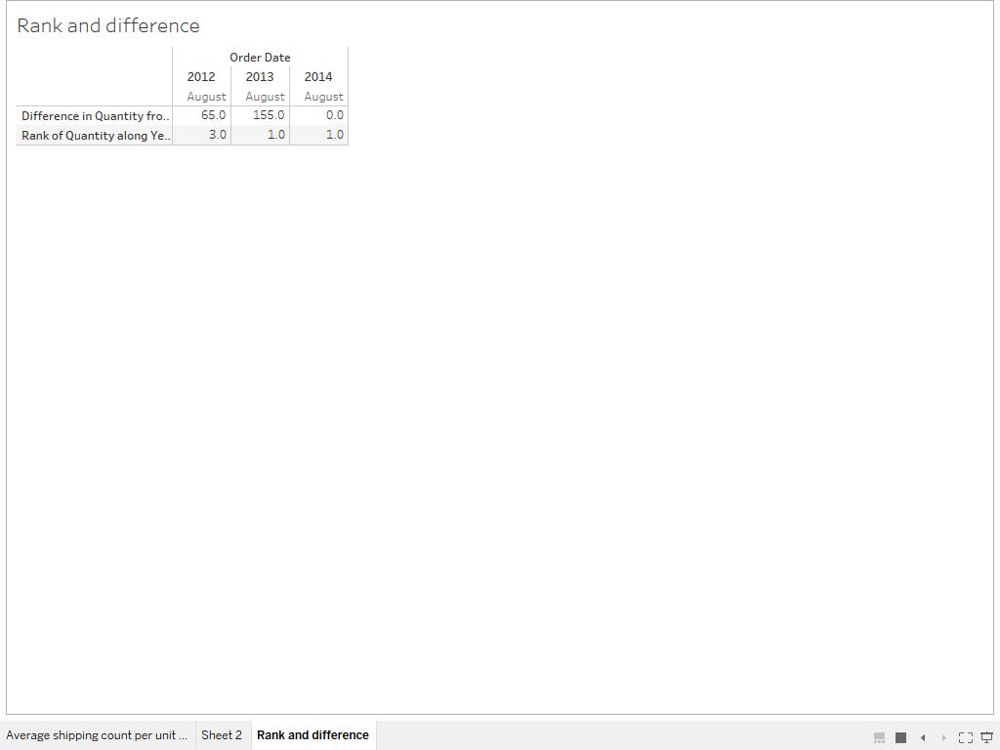 Rank and difference
Order Date
2012 2013 2014
August August August
Difference in Quantity fro.. 65.0 155.0 0.0
Rank of Quantity along Ye.. 3.0 1.0 1.0
Average shipping count per unit ... Sheet 2 Rank and difference